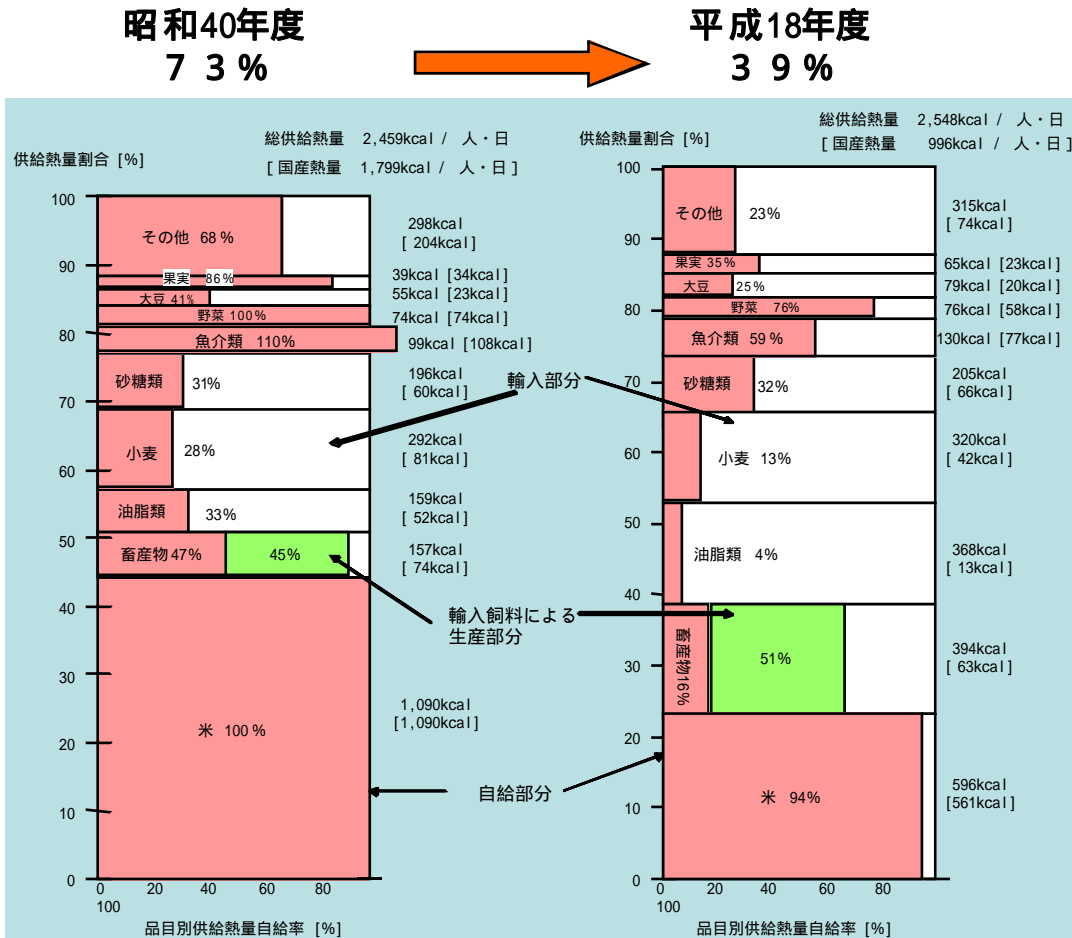 昭和40年度
73%
平成18年度
39%
総供給熱量 2,459kcal / 人・日
[国産熱量 1,799kcal / 人・日]
供給熱量割合 [%]
100
90
80
70
60
50
40
30
20
10
0
その他 68%
298kcal
[204kcal]
果実 86%
39kcal [34kcal]
大豆 41%
55kcal [23kcal]
野菜 100%
74kcal [74kcal]
魚介類 110%
99kcal [108kcal]
砂糖類 31%
196kcal
[60kcal]
小麦 28%
292kcal
[81kcal]
油脂類 33%
159kcal
[52kcal]
畜産物47% 45%
157kcal
[74kcal]
米 100%
1,090kcal
[1,090kcal]
0 20 40 60 80
100
品目別供給熱量自給率 [%]
輸入部分
輸入飼料による
生産部分
自給部分
総供給熱量 2,548kcal / 人・日
[国産熱量 996kcal / 人・日]
供給熱量割合 [%]
100
90
80
70
60
50
40
30
20
10
0
その他 23%
315kcal
[74kcal]
果実 35%
65kcal [23kcal]
大豆 25%
79kcal [20kcal]
野菜 76%
76kcal [58kcal]
魚介類 59%
130kcal [77kcal]
砂糖類 32%
205kcal
[66kcal]
小麦 13%
320kcal
[42kcal]
油脂類 4%
368kcal
[13kcal]
畜産物16%
51%
394kcal
[63kcal]
米 94%
596kcal
[561kcal]
0 20 40 60 80
100
品目別供給熱量自給率 [%]